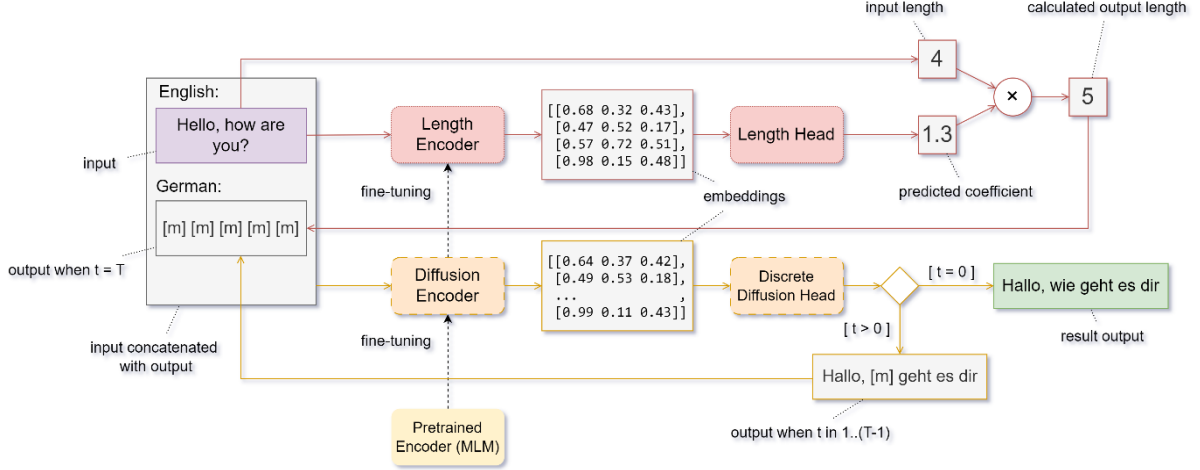 input length
calculated output length
4
English:
Hello, how are
you?
input
Length
Encoder
[[0.68 0.32 0.43],
[0.47 0.52 0.17],
[0.57 0.72 0.51],
[0.98 0.15 0.48]]
Length Head
1.3
×
5
predicted coefficient
German:
[m] [m] [m] [m] [m]
output when t = T
fine-tuning
embeddings
Diffusion
Encoder
[[0.64 0.37 0.42],
[0.49 0.53 0.18],
... ,
[0.99 0.11 0.43]]
Discrete
Diffusion Head
[ t = 0 ]
Hallo, wie geht es dir
result output
[ t > 0 ]
input concatenated
with output
fine-tuning
Hallo, [m] geht es dir
output when t in 1..(T-1)
Pretrained
Encoder (MLM)